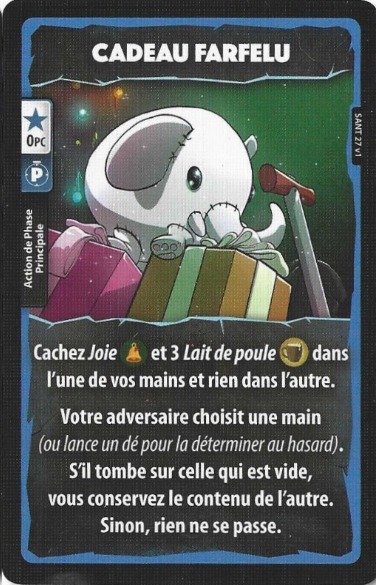 CADEAU FARFELU
0PC
P
Action de Phase
Principale
SANT 27 v1
Cachez Joie et 3 Lait de poule dans
l'une de vos mains et rien dans l'autre.
Votre adversaire choisit une main
(ou lance un dé pour la déterminer au hasard).
S'il tombe sur celle qui est vide,
vous conservez le contenu de l'autre.
Sinon, rien ne se passe.